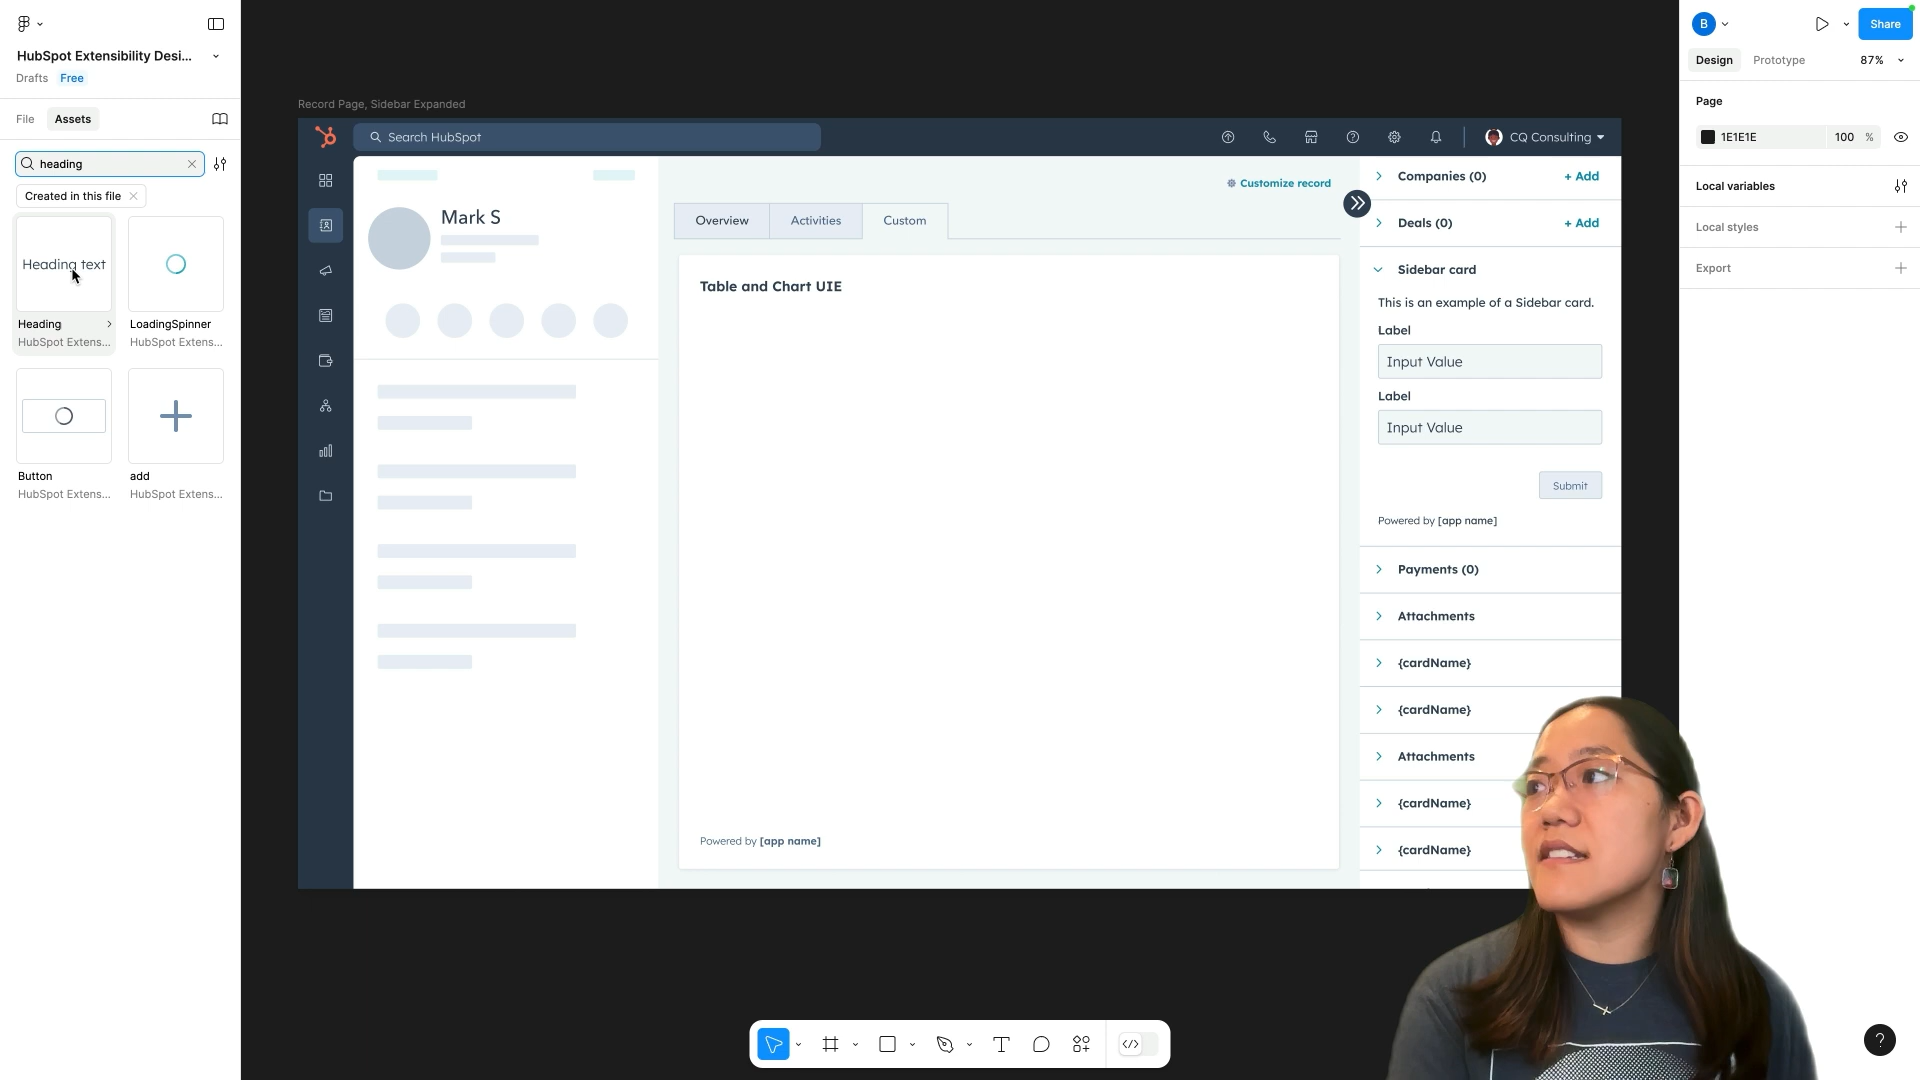 HubSpot Extensibility Desi...
Drafts Free
File Assets
heading
Created in this file
Heading text
Heading
HubSpot Extens...
LoadingSpinner
HubSpot Extens...
Button
HubSpot Extens...
add
HubSpot Extens...
Record Page, Sidebar Expanded
Search HubSpot
CQ Consulting
Mark S
Customize record
Overview Activities Custom
Table and Chart UIE
Powered by [app name]
Companies (0) + Add
Deals (0) + Add
Sidebar card
This is an example of a Sidebar card.
Label
Input Value
Label
Input Value
Submit
Powered by [app name]
Payments (0)
Attachments
{cardName}
{cardName}
Attachments
{cardName}
{cardName}
B
Share
Design Prototype 87%
Page
1E1E1E 100 %
Local variables
Local styles
Export
?